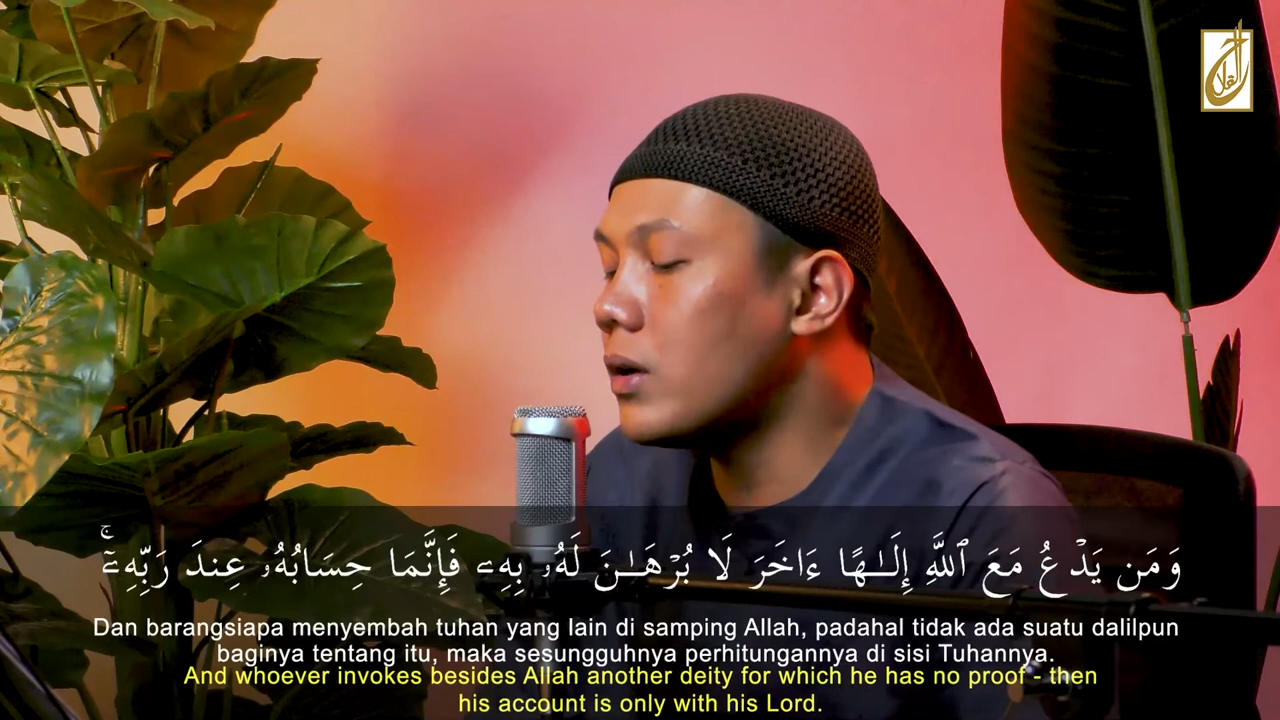 وَمَن يَدْعُ مَعَ ٱللَّهِ إِلَـٰهًا ءَاخَرَ لَا بُرْهَـٰنَ لَهُۥ بِهِۦ فَإِنَّمَا حِسَابُهُۥ عِندَ رَبِّهِۦٓ ۚ
Dan barangsiapa menyembah tuhan yang lain di samping Allah, padahal tidak ada suatu dalilpun
baginya tentang itu, maka sesungguhnya perhitungannya di sisi Tuhannya.
And whoever invokes besides Allah another deity for which he has no proof - then
his account is only with his Lord.